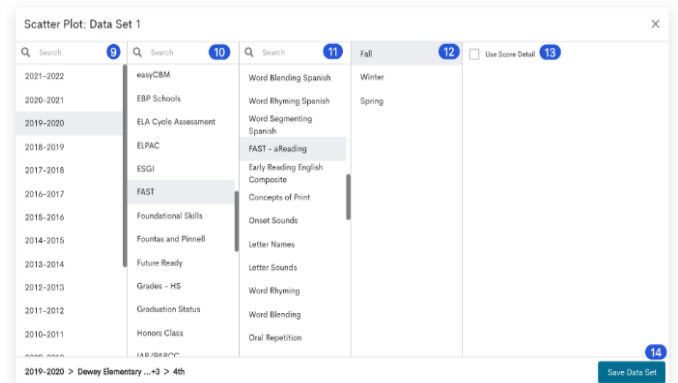 Scatter Plot: Data Set 1
Search 9
2021-2022
2020-2021
2019-2020
2018-2019
2017-2018
2016-2017
2015-2016
2014-2015
2013-2014
2012-2013
2011-2012
2010-2011
Search 10
easyCBM
EBP Schools
ELA Cycle Assessment
ELPAC
ESGI
FAST
Foundational Skills
Fountas and Pinnell
Future Ready
Grades - HS
Graduation Status
Honors Class
IAR/PARCC
Search 11
Word Blending Spanish
Word Rhyming Spanish
Word Segmenting
Spanish
FAST - aReading
Early Reading English
Composite
Concepts of Print
Onset Sounds
Letter Names
Letter Sounds
Word Rhyming
Word Blending
Oral Repetition
Fall 12
Winter
Spring
Use Score Detail 13
14
2019-2020 > Dewey Elementary ...+3 > 4th
Save Data Set